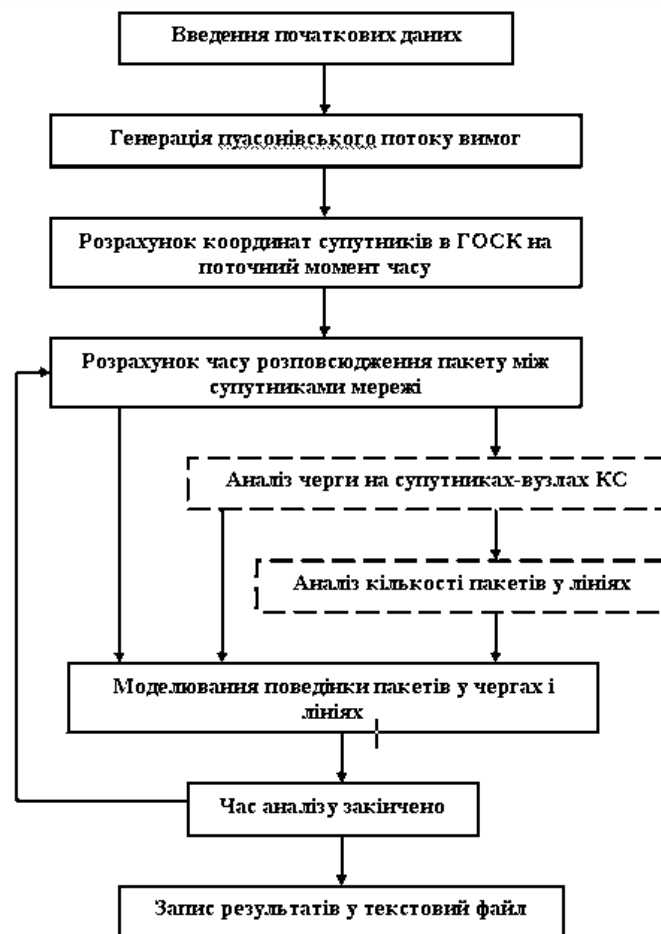 Введення початкових даних
Генерація пуасонівського потоку вимог
Розрахунок координат супутників в ГОСК на
поточний момент часу
Розрахунок часу розповсюдження пакету між
супутниками мережі
Аналіз черги на супутниках-вузлах КС
Аналіз кількості пакетів у лініях
Моделювання поведінки пакетів у чергах і
лініях
Час аналізу закінчено
Запис результатів у текстовий файл